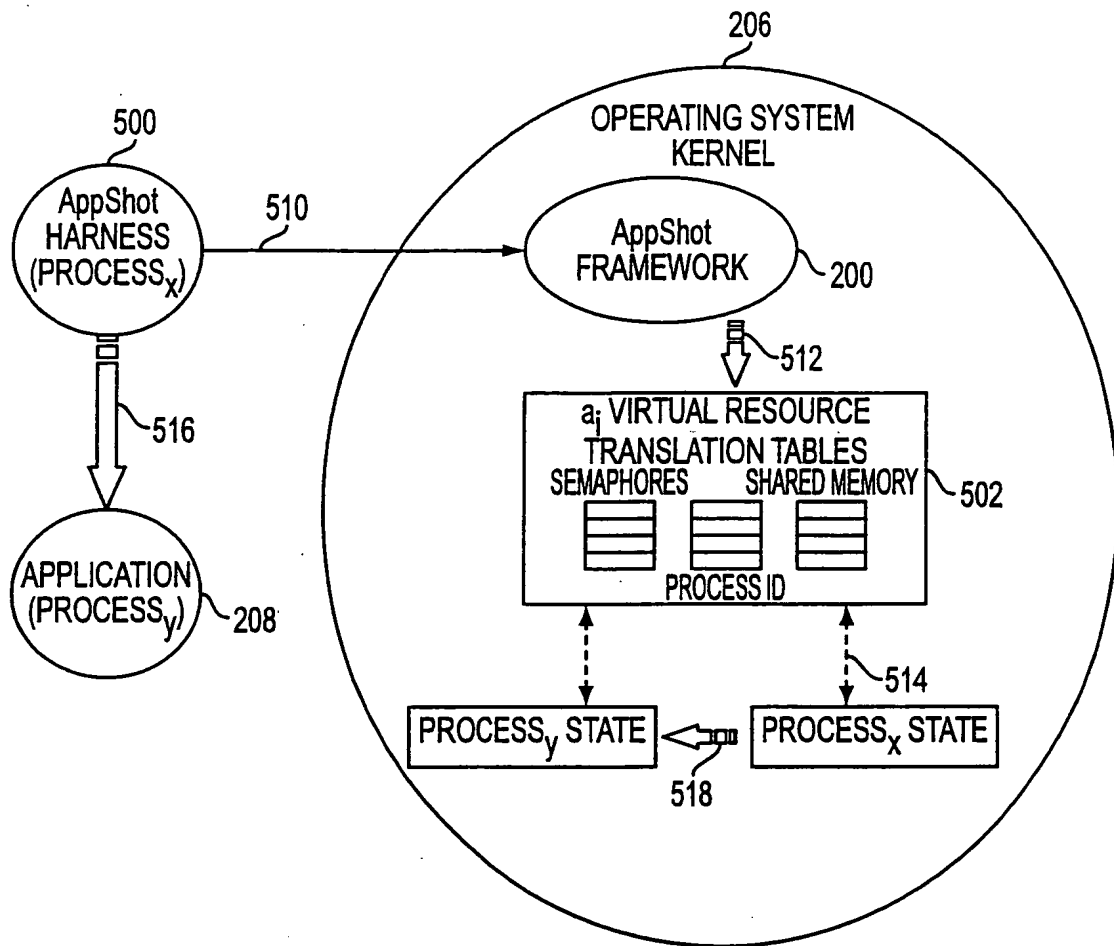 206
OPERATING SYSTEM
KERNEL
500
AppShot
HARNESS
(PROCESSx)
510
AppShot
FRAMEWORK
200
512
516
ai VIRTUAL RESOURCE
TRANSLATION TABLES
SEMAPHORES
SHARED MEMORY
502
PROCESS ID
APPLICATION
(PROCESSy)
208
514
PROCESSy STATE
PROCESSx STATE
518